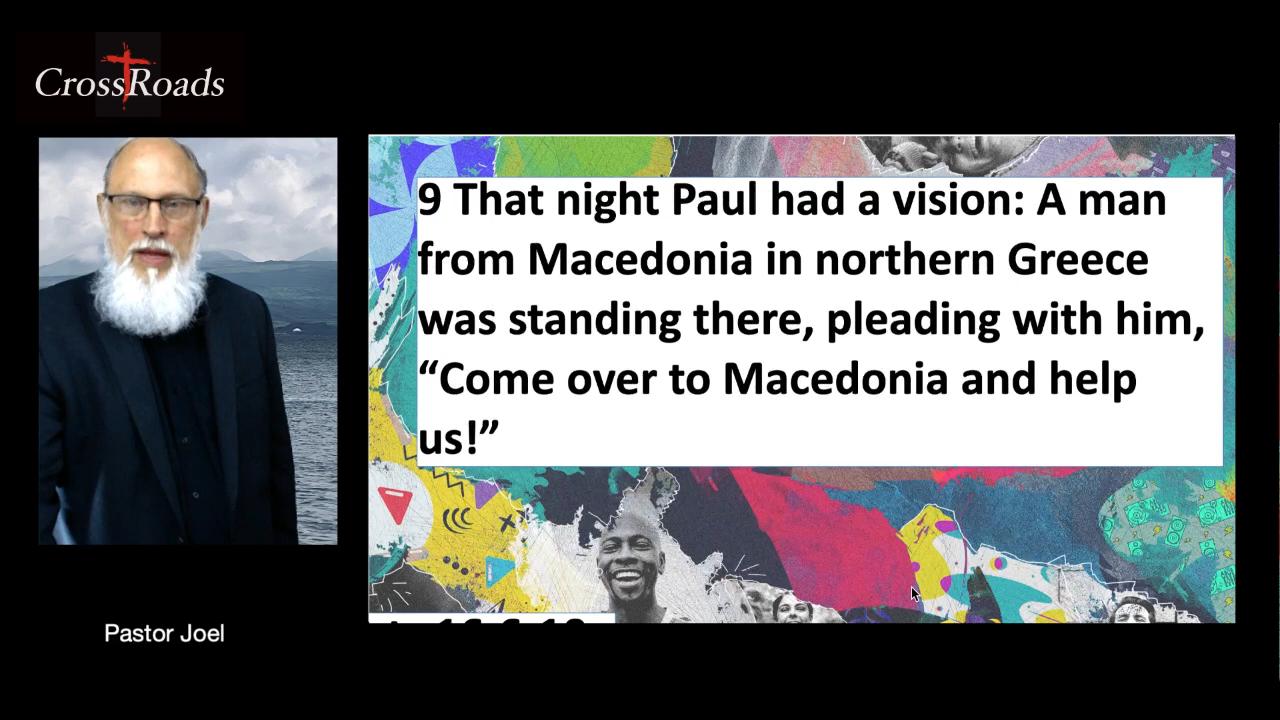 CrossRoads
9 That night Paul had a vision: A man
from Macedonia in northern Greece
was standing there, pleading with him,
“Come over to Macedonia and help
us!”
Pastor Joel